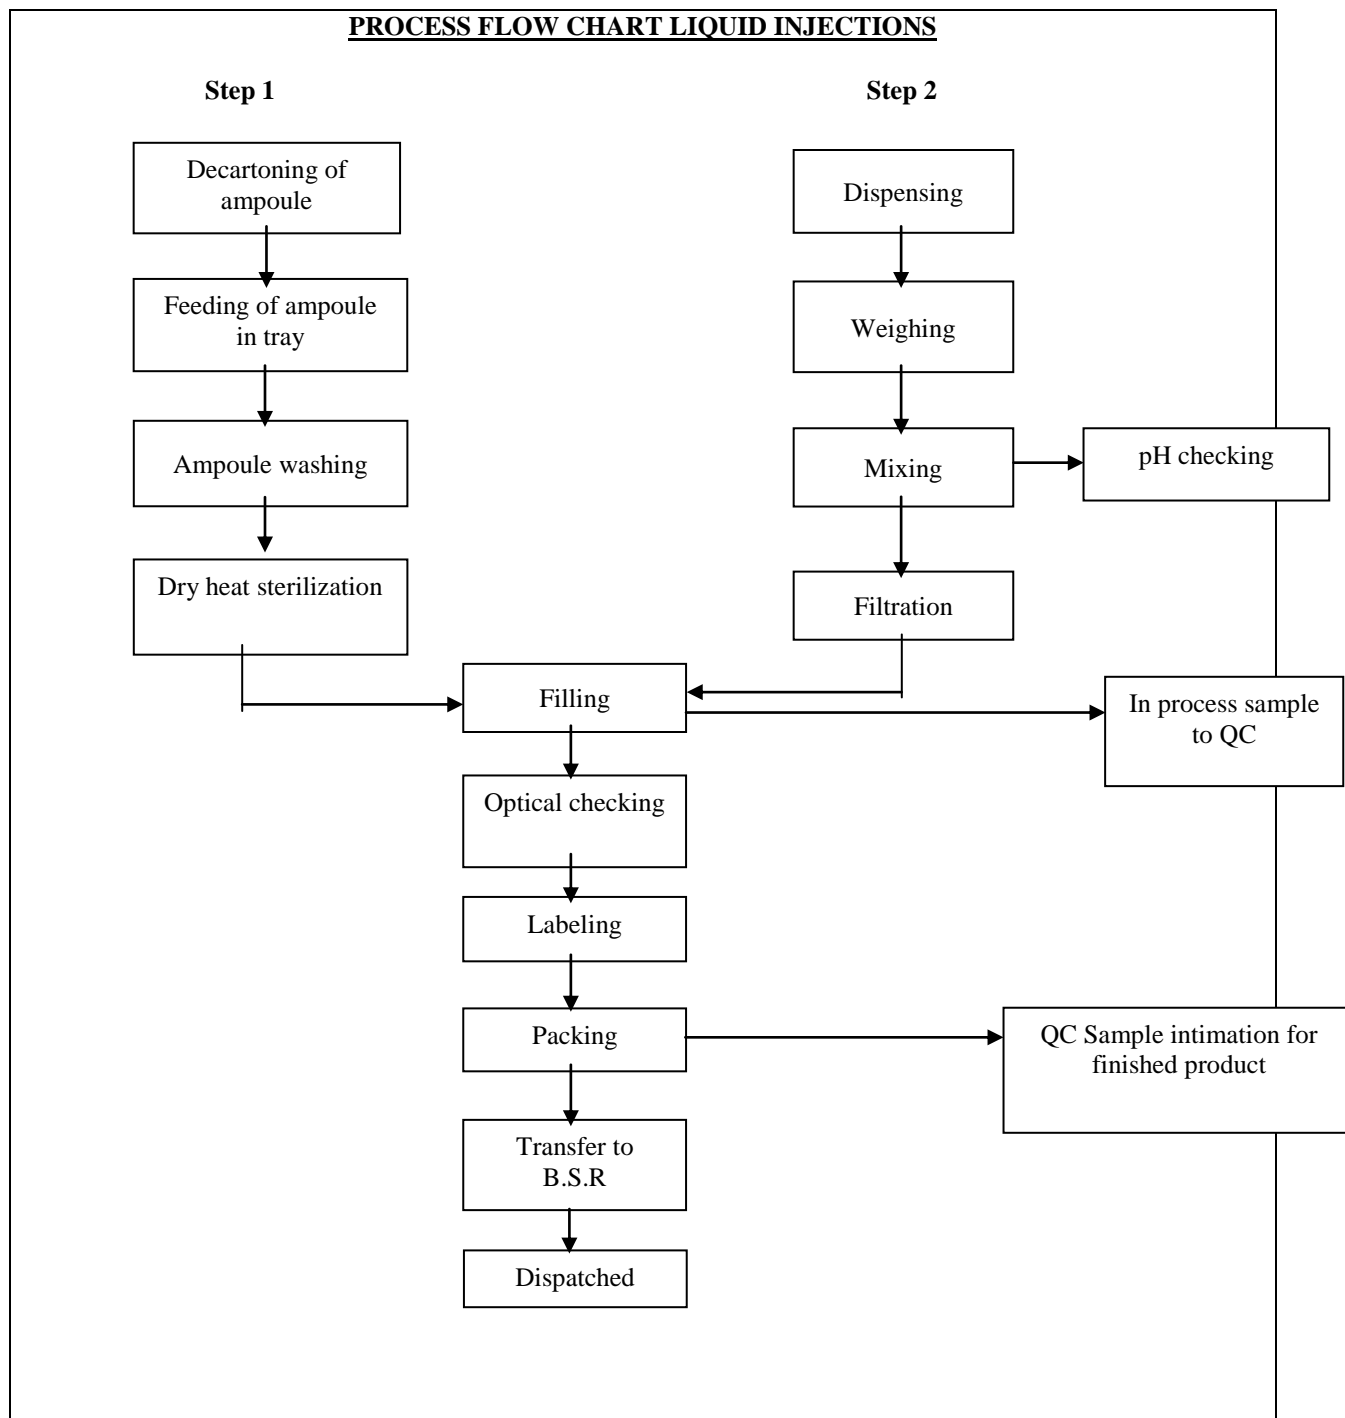 PROCESS FLOW CHART LIQUID INJECTIONS
Step 1
Step 2
Decartoning of
ampoule
Dispensing
Feeding of ampoule
in tray
Weighing
Ampoule washing
Mixing
pH checking
Dry heat sterilization
Filtration
Filling
In process sample
to QC
Optical checking
Labeling
Packing
QC Sample intimation for
finished product
Transfer to
B.S.R
Dispatched